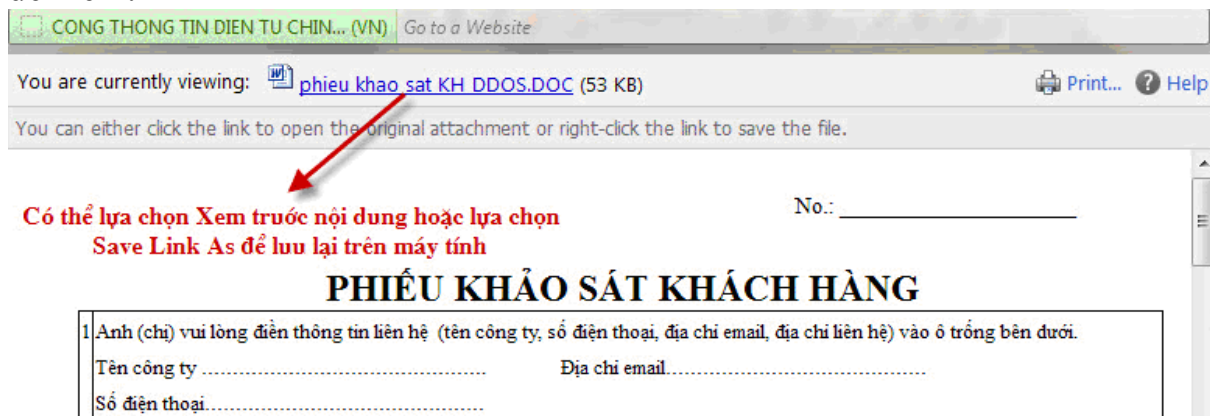 CONG THONG TIN DIEN TU CHIN... (VN) Go to a Website
You are currently viewing: phieu khao sat KH DDOS.DOC (53 KB) Print... Help
You can either click the link to open the original attachment or right-click the link to save the file.
No.: _______________
Có thể lựa chọn Xem truớc nội dung hoặc lựa chọn
Save Link As để luu lại trên máy tính
PHIẾU KHẢO SÁT KHÁCH HÀNG
1 Anh (chị) vui lòng điền thông tin liên hệ (tên công ty, số điện thoại, địa chỉ email, địa chỉ liên hệ) vào ô trống bên dưới.
Tên công ty ............................................. Địa chỉ email..........................................
Số điện thoại.............................................